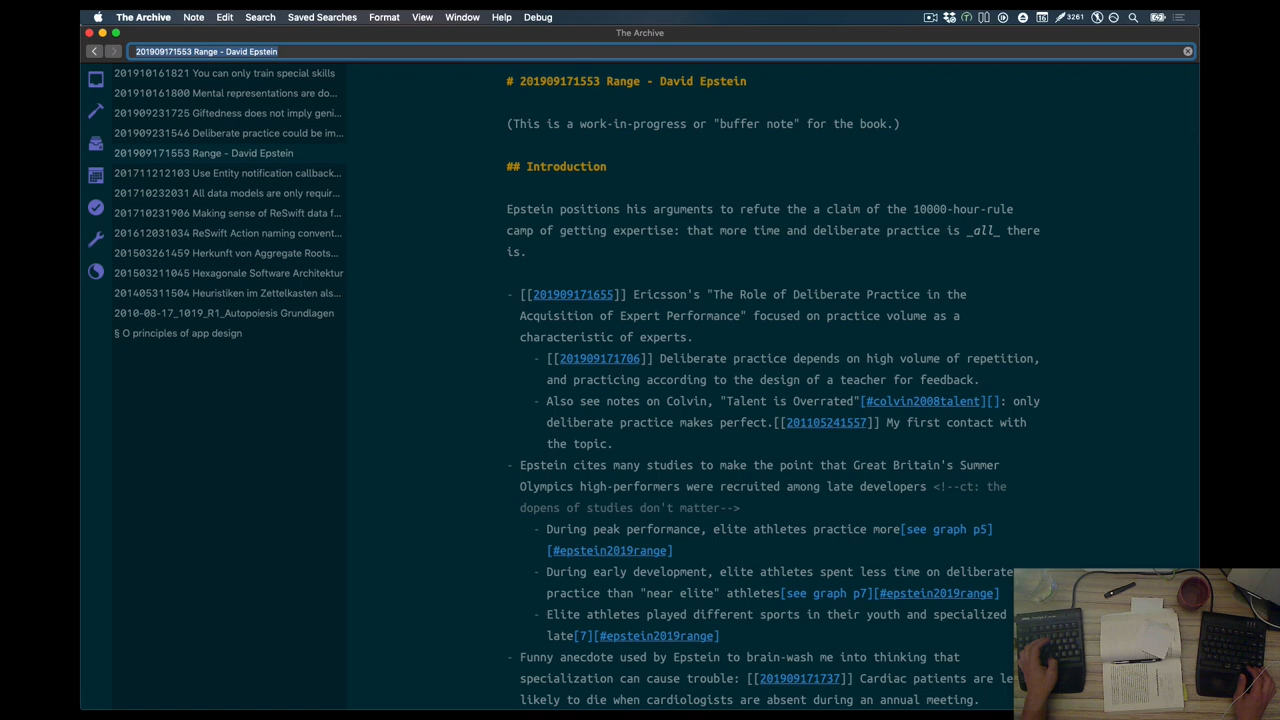 The Archive Note Edit Search Saved Searches Format View Window Help Debug 16 3261
The Archive
201909171553 Range - David Epstein
201910161821 You can only train special skills
201910161800 Mental representations are do...
201909231725 Giftedness does not imply geni...
201909231546 Deliberate practice could be im...
201909171553 Range - David Epstein
201711212103 Use Entity notification callback...
201710232031 All data models are only requir...
201710231906 Making sense of ReSwift data f...
201612031034 ReSwift Action naming convent...
201503261459 Herkunft von Aggregate Roots...
201503211045 Hexagonale Software Architektur
201405311504 Heuristiken im Zettelkasten als...
2010-08-17_1019_R1_Autopoiesis Grundlagen
§ O principles of app design
# 201909171553 Range - David Epstein
(This is a work-in-progress or "buffer note" for the book.)
## Introduction
Epstein positions his arguments to refute the a claim of the 10000-hour-rule
camp of getting expertise: that more time and deliberate practice is _all_ there
is.
- [[201909171655]] Ericsson's "The Role of Deliberate Practice in the
Acquisition of Expert Performance" focused on practice volume as a
characteristic of experts.
- [[201909171706]] Deliberate practice depends on high volume of repetition,
and practicing according to the design of a teacher for feedback.
- Also see notes on Colvin, "Talent is Overrated"[#colvin2008talent][]: only
deliberate practice makes perfect.[[201105241557]] My first contact with
the topic.
- Epstein cites many studies to make the point that Great Britain's Summer
Olympics high-performers were recruited among late developers <!--ct: the
dopens of studies don't matter-->
- During peak performance, elite athletes practice more[see graph p5]
[#epstein2019range]
- During early development, elite athletes spent less time on deliberate
practice than "near elite" athletes[see graph p7][#epstein2019range]
- Elite athletes played different sports in their youth and specialized
late[7][#epstein2019range]
- Funny anecdote used by Epstein to brain-wash me into thinking that
specialization can cause trouble: [[201909171737]] Cardiac patients are le
likely to die when cardiologists are absent during an annual meeting.